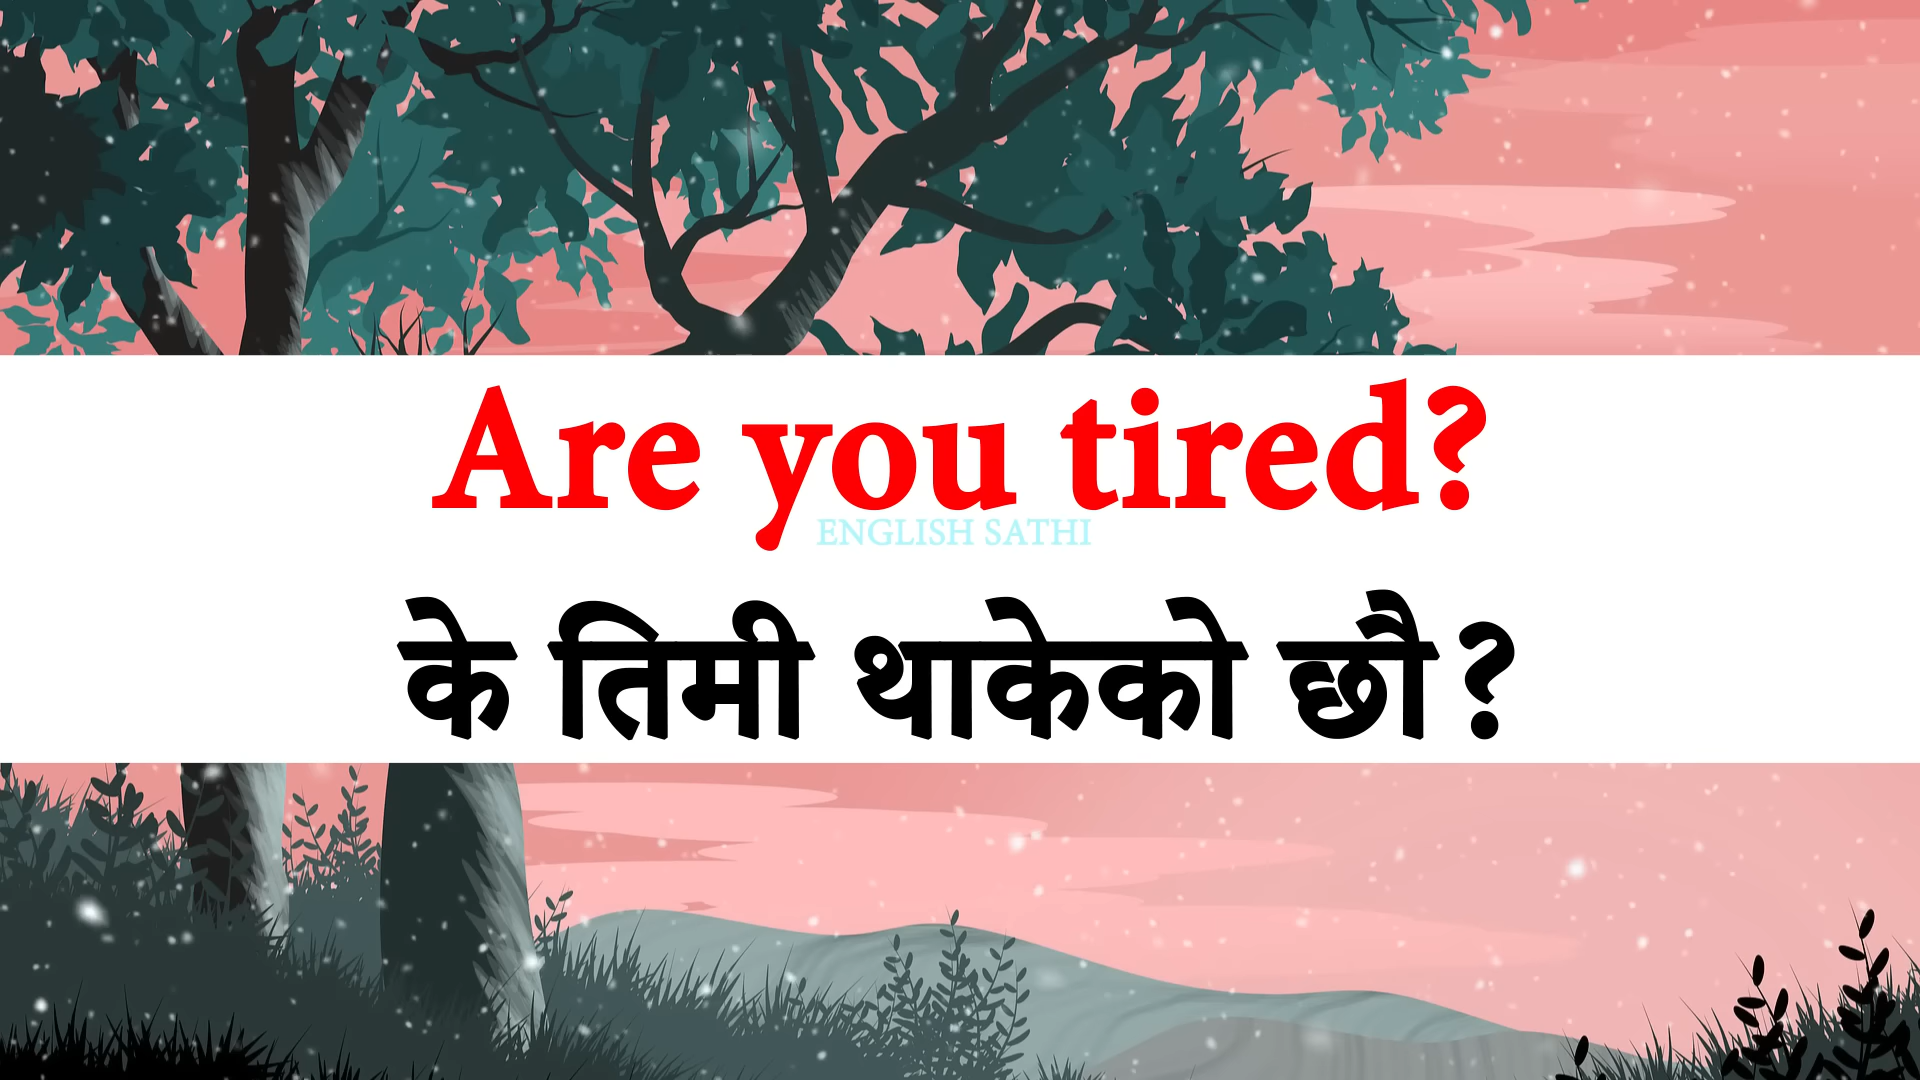 Are you tired?
ENGLISH SATHI
के तिमी थाकेको छौ ?